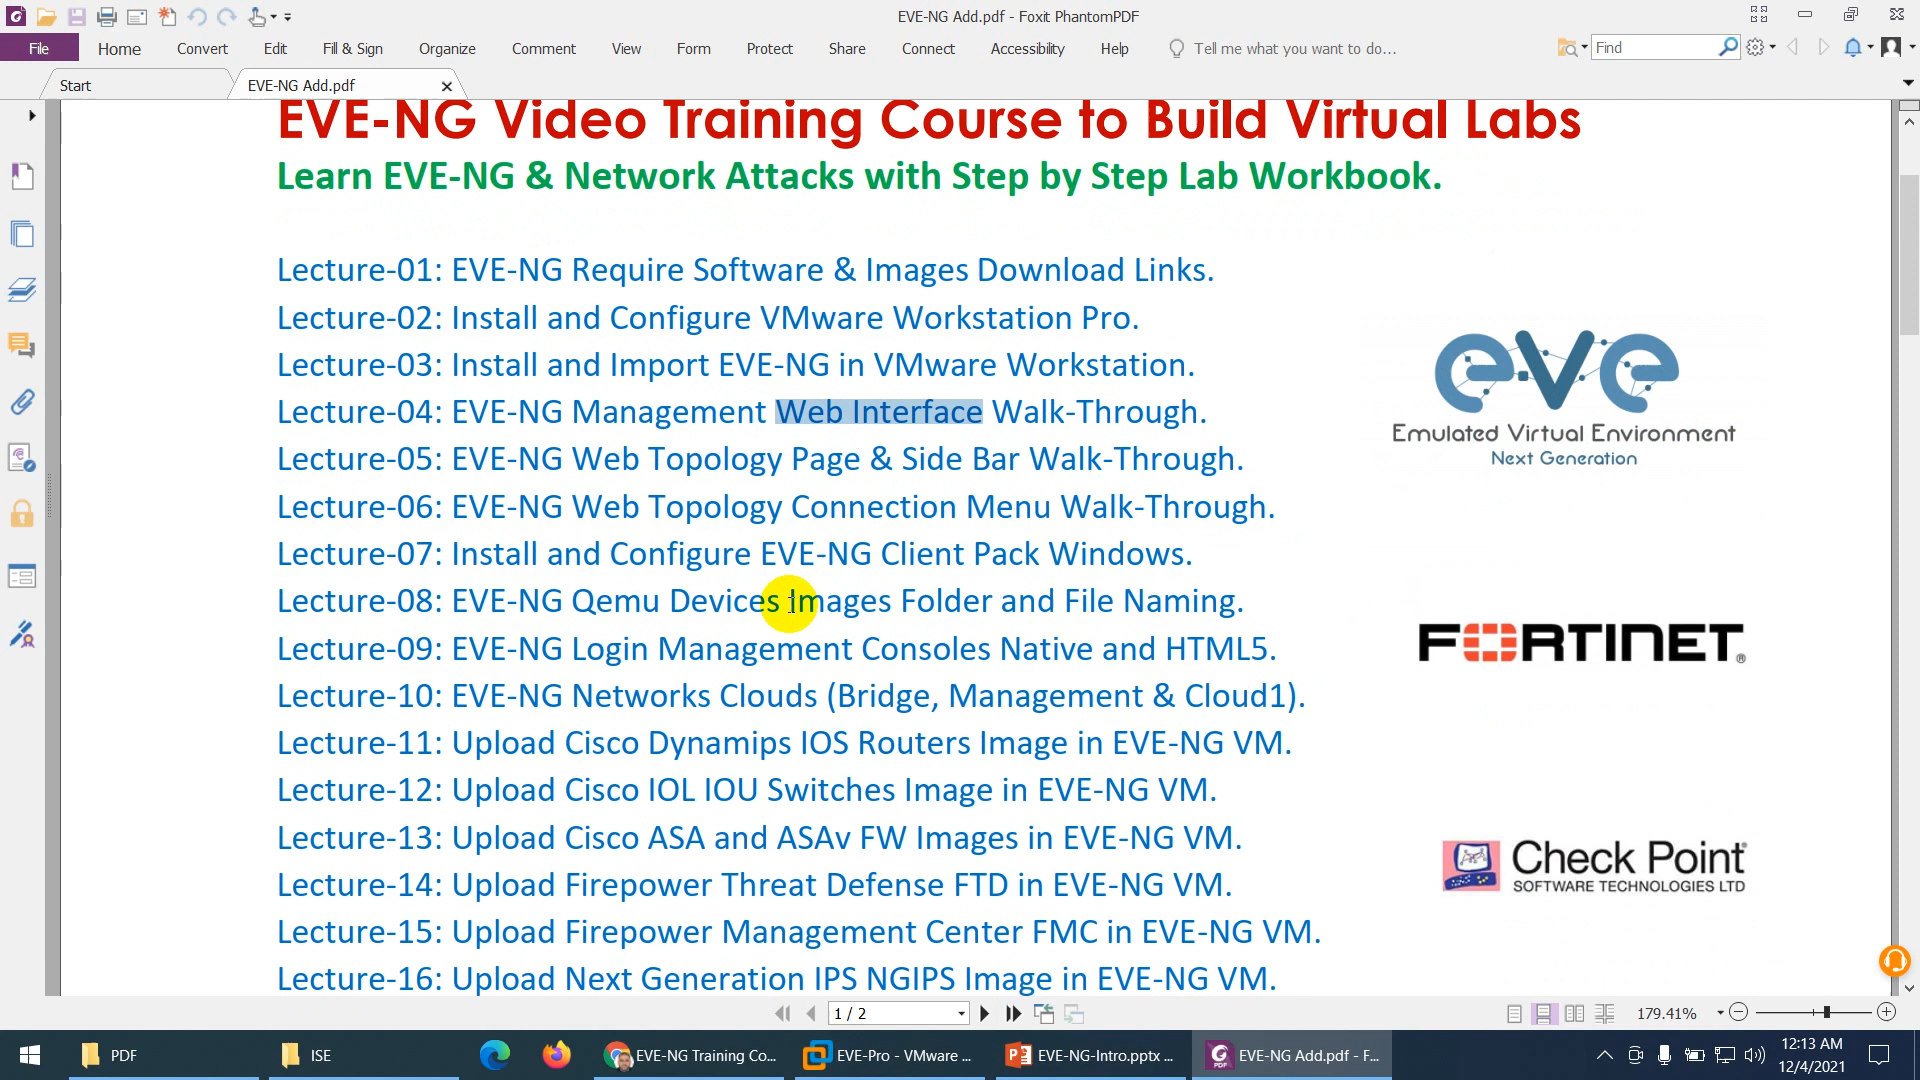 EVE-NG Add.pdf - Foxit PhantomPDF
File Home Convert Edit Fill & Sign Organize Comment View Form Protect Share Connect Accessibility Help Tell me what you want to do... Find
Start EVE-NG Add.pdf
EVE-NG Video Training Course to Build Virtual Labs
Learn EVE-NG & Network Attacks with Step by Step Lab Workbook.
Lecture-01: EVE-NG Require Software & Images Download Links.
Lecture-02: Install and Configure VMware Workstation Pro.
Lecture-03: Install and Import EVE-NG in VMware Workstation.
Lecture-04: EVE-NG Management Web Interface Walk-Through.
Lecture-05: EVE-NG Web Topology Page & Side Bar Walk-Through.
Lecture-06: EVE-NG Web Topology Connection Menu Walk-Through.
Lecture-07: Install and Configure EVE-NG Client Pack Windows.
Lecture-08: EVE-NG Qemu Devices Images Folder and File Naming.
Lecture-09: EVE-NG Login Management Consoles Native and HTML5.
Lecture-10: EVE-NG Networks Clouds (Bridge, Management & Cloud1).
Lecture-11: Upload Cisco Dynamips IOS Routers Image in EVE-NG VM.
Lecture-12: Upload Cisco IOL IOU Switches Image in EVE-NG VM.
Lecture-13: Upload Cisco ASA and ASAv FW Images in EVE-NG VM.
Lecture-14: Upload Firepower Threat Defense FTD in EVE-NG VM.
Lecture-15: Upload Firepower Management Center FMC in EVE-NG VM.
Lecture-16: Upload Next Generation IPS NGIPS Image in EVE-NG VM.
eve
Emulated Virtual Environment
Next Generation
FORTINET®
Check Point
SOFTWARE TECHNOLOGIES LTD
1 / 2 179.41%
PDF ISE EVE-NG Training Co... EVE-Pro - VMware ... EVE-NG-Intro.pptx ... EVE-NG Add.pdf - F...
12:13 AM
12/4/2021